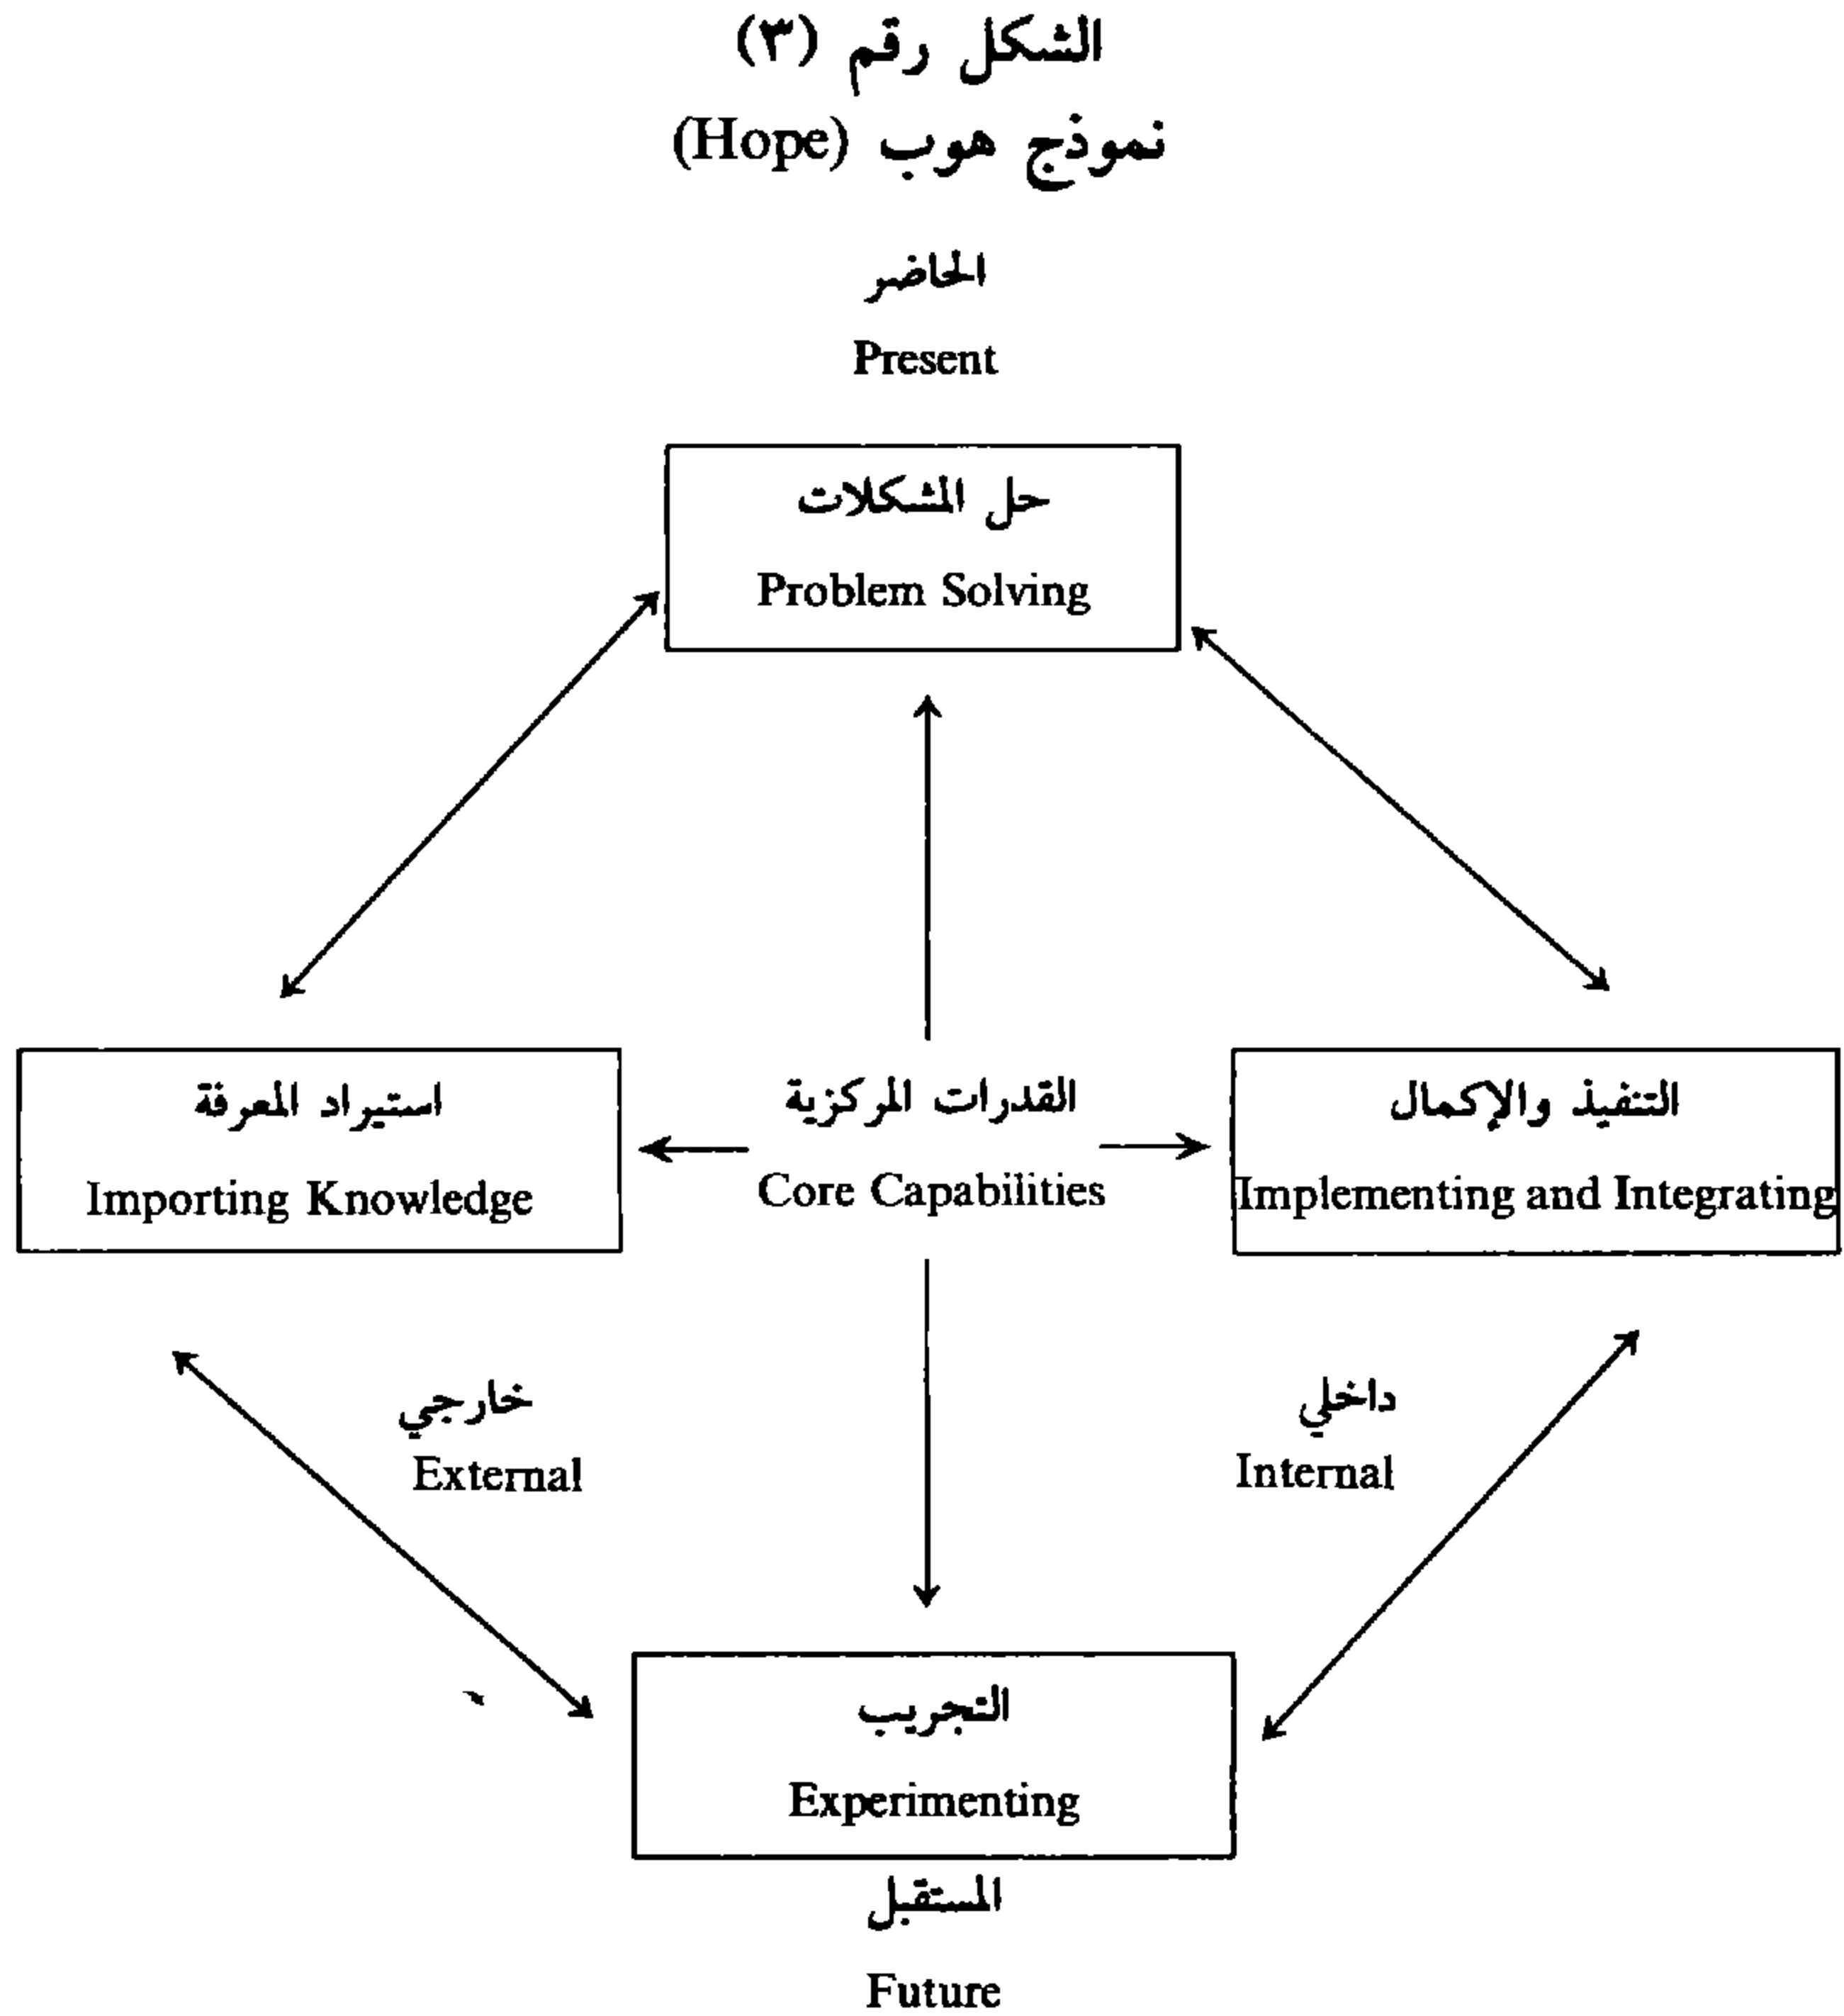 الشكل رقم (٣)
نموذج هوب (Hope)
الحاضر
Present
حل المشكلات
Problem Solving
استيراد المعرفة
Importing Knowledge
القدرات المركزية
Core Capabilities
التنفيذ والإكمال
Implementing and Integrating
خارجي
External
داخلي
Internal
التجريب
Experimenting
المستقبل
Future